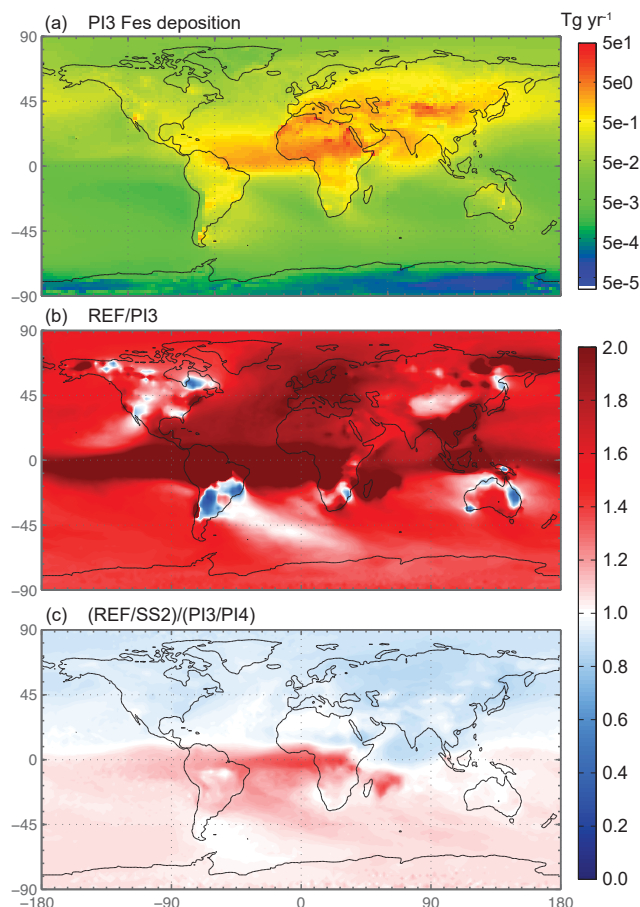 (a) PI3 Fes deposition
Tg yr⁻¹
90
45
0
−45
−90
5e1
5e0
5e-1
5e-2
5e-3
5e-4
5e-5
(b) REF/PI3
90
45
0
−45
−90
2.0
1.8
1.6
1.4
1.2
1.0
0.8
0.6
0.4
0.2
0.0
(c) (REF/SS2)/(PI3/PI4)
90
45
0
−45
−90
−180 −90 0 90 180